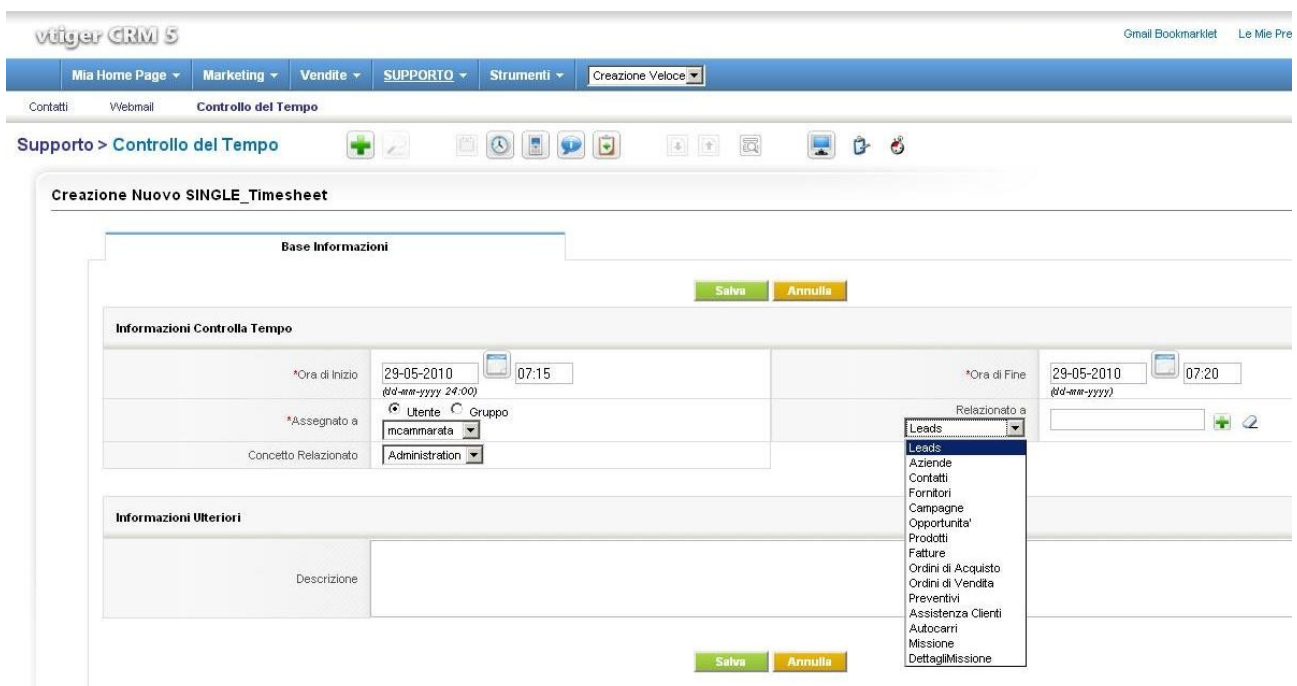 vtiger CRM 5
Gmail Bookmarklet Le Mie Pre
Mia Home Page Marketing Vendite SUPPORTO Strumenti Creazione Veloce
Contatti Webmail Controllo del Tempo
Supporto > Controllo del Tempo
Creazione Nuovo SINGLE_Timesheet
Base Informazioni
Salva Annulla
Informazioni Controlla Tempo
*Ora di Inizio 29-05-2010 07:15 *Ora di Fine 29-05-2010 07:20
(dd-mm-yyyy 24:00) (dd-mm-yyyy)
*Assegnato a Utente Gruppo Relazionato a
mcammarata Leads
Concetto Relazionato Administration
Leads
Aziende
Contatti
Fornitori
Campagne
Opportunita'
Prodotti
Fatture
Ordini di Acquisto
Ordini di Vendita
Preventivi
Assistenza Clienti
Autocarri
Missione
DettagliMissione
Informazioni Ulteriori
Descrizione
Salva Annulla